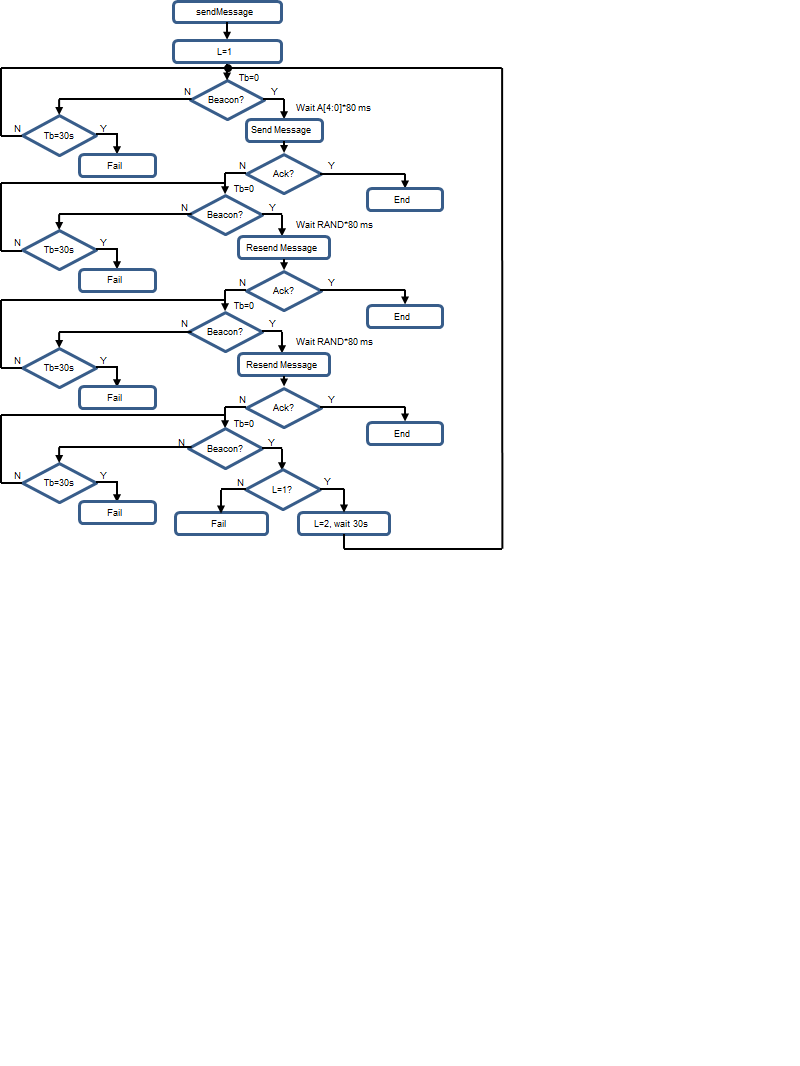 sendMessage
L=1
Tb=0
N
Beacon?
Y
Wait A[4:0]*80 ms
N
Tb=30s
Y
Send Message
Fail
N
Ack?
Y
Tb=0
End
N
Beacon?
Y
Wait RAND*80 ms
N
Tb=30s
Y
Resend Message
Fail
N
Ack?
Y
Tb=0
End
N
Beacon?
Y
Wait RAND*80 ms
N
Tb=30s
Y
Resend Message
Fail
N
Ack?
Y
Tb=0
End
N
Beacon?
Y
N
Tb=30s
Y
N
L=1?
Y
Fail
Fail
L=2, wait 30s